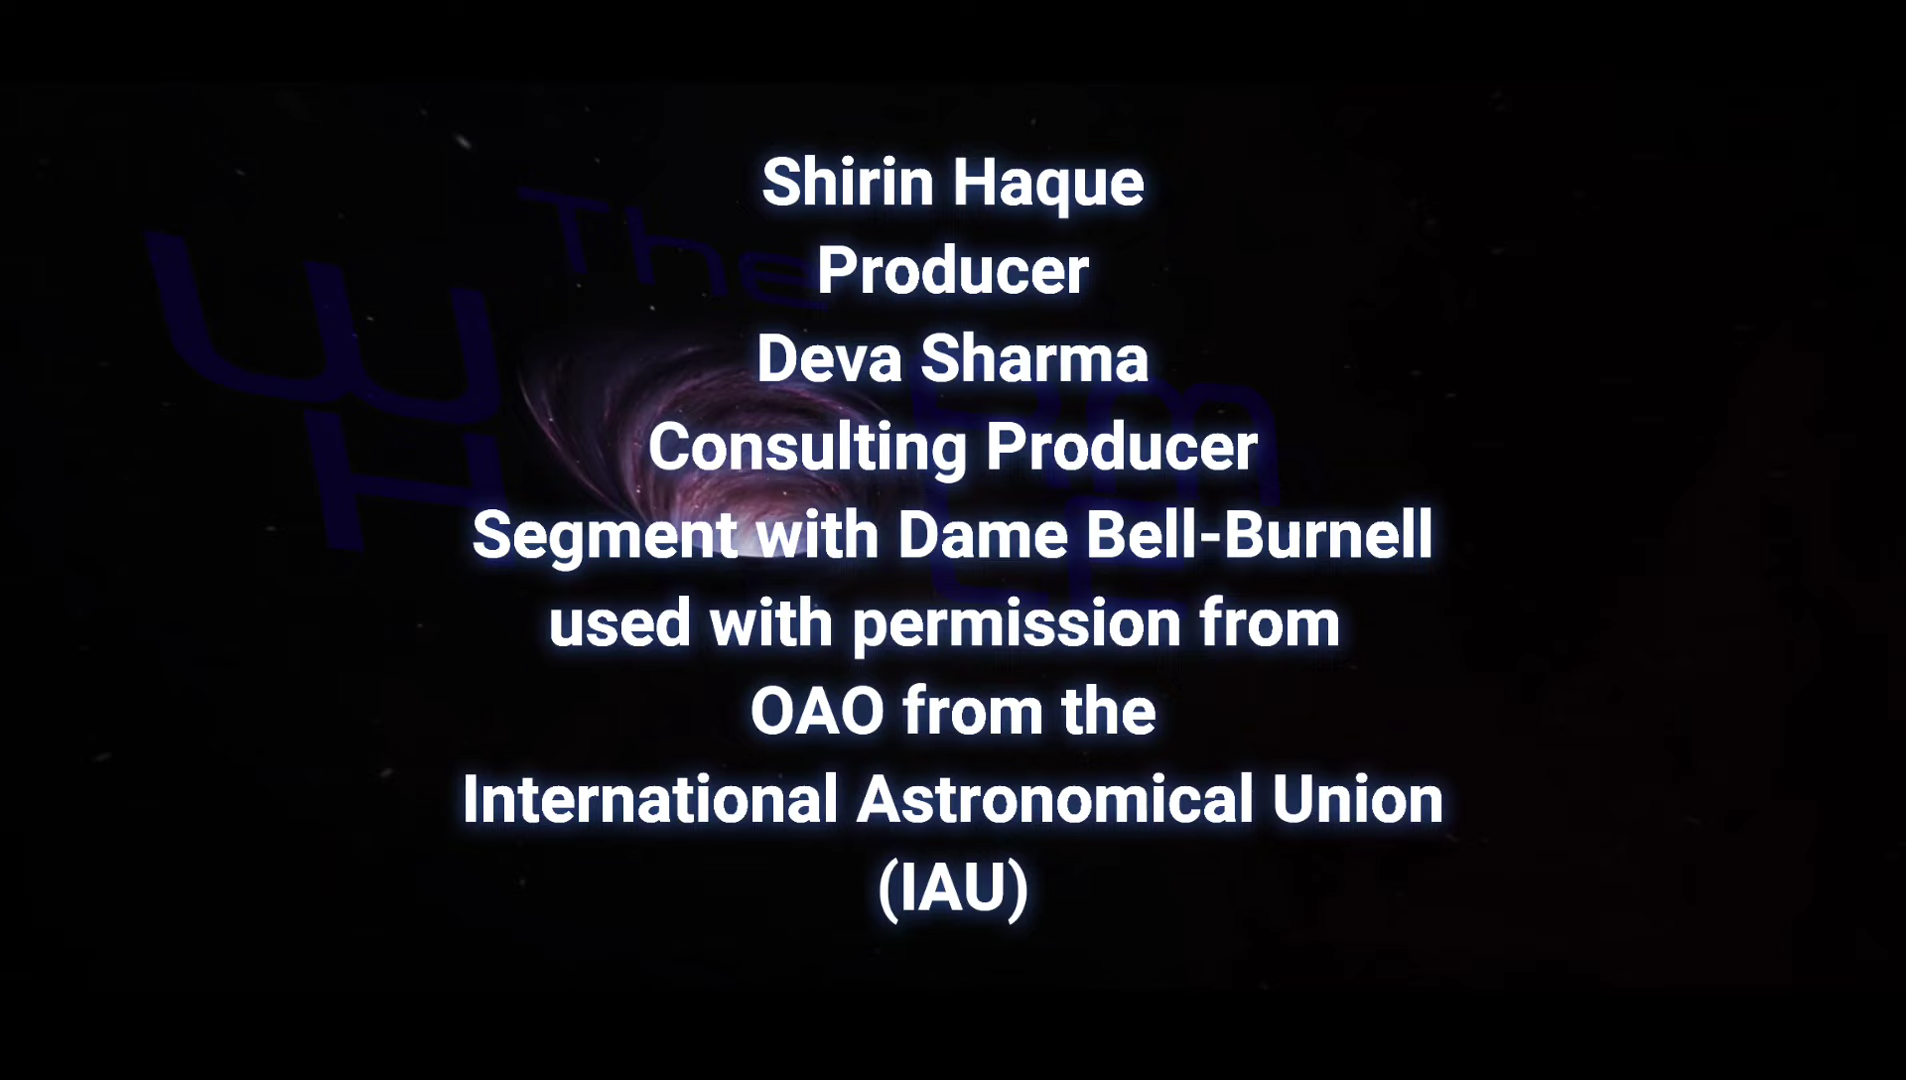 Shirin Haque
Producer
Deva Sharma
Consulting Producer
Segment with Dame Bell-Burnell
used with permission from
OAO from the
International Astronomical Union
(IAU)
The